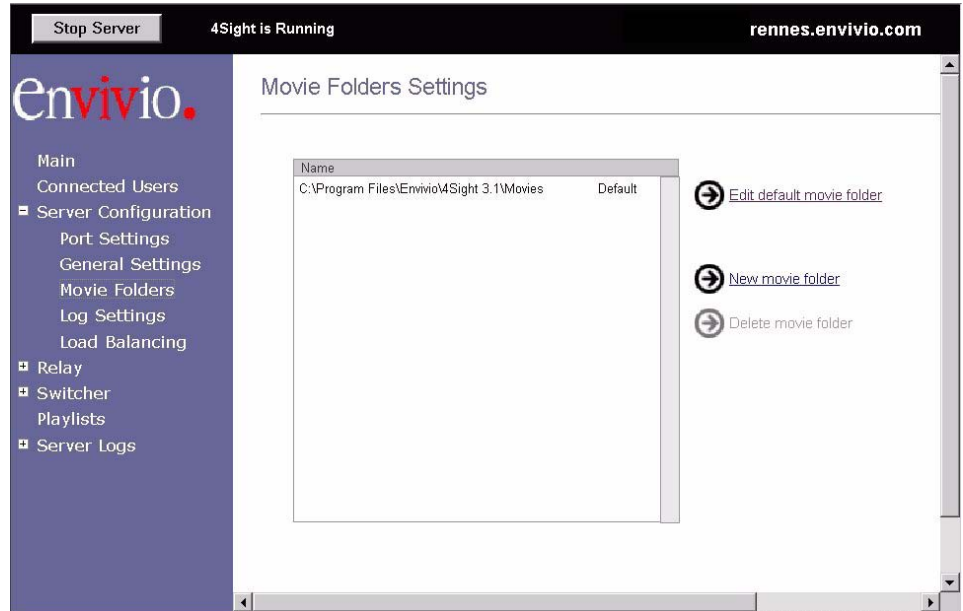 Stop Server
4Sight is Running
rennes.envivio.com
envivio.
Main
Connected Users
Server Configuration
Port Settings
General Settings
Movie Folders
Log Settings
Load Balancing
Relay
Switcher
Playlists
Server Logs
Movie Folders Settings
Name
C:\Program Files\Envivio\4Sight 3.1\Movies Default
Edit default movie folder
New movie folder
Delete movie folder